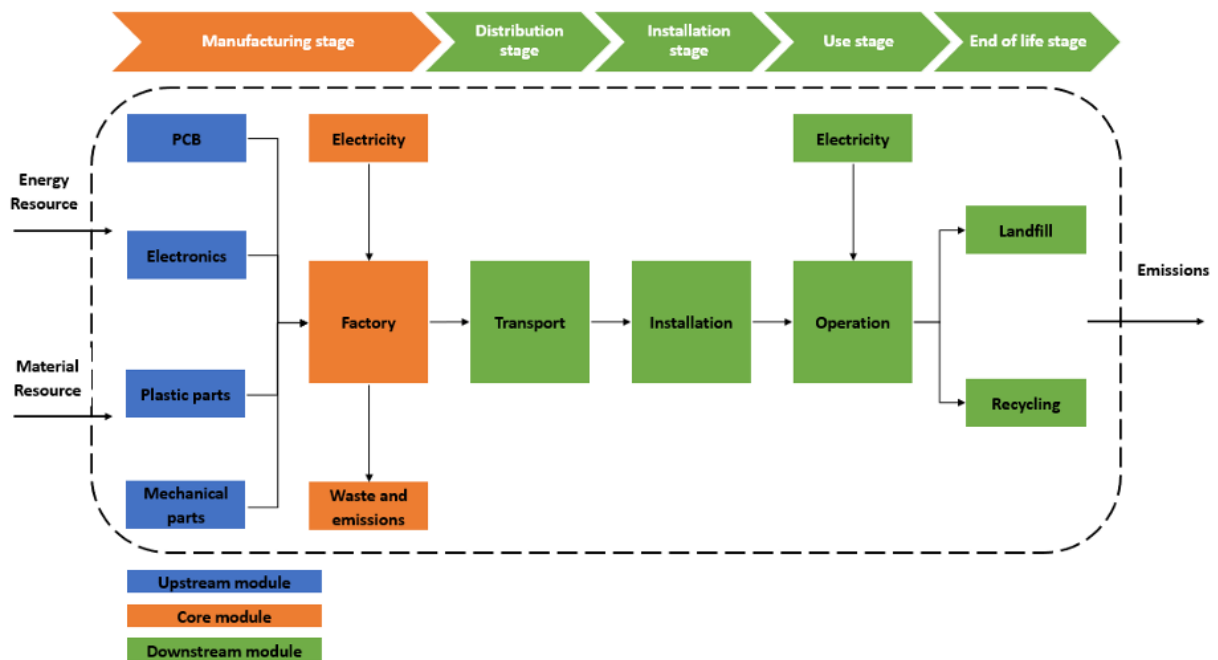 Manufacturing stage
Distribution
stage
Installation
stage
Use stage
End of life stage
PCB
Electricity
Electricity
Energy
Resource
Electronics
Landfill
Factory
Transport
Installation
Operation
Emissions
Material
Resource
Plastic parts
Recycling
Mechanical
parts
Waste and
emissions
Upstream module
Core module
Downstream module